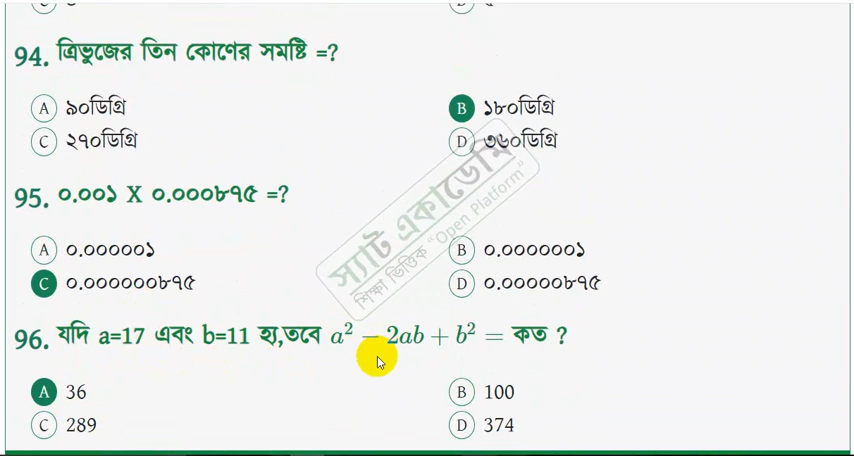 94. ত্রিভুজের তিন কোণের সমষ্টি =?
A ৯০ডিগ্রি B ১৮০ডিগ্রি
C ২৭০ডিগ্রি D ৩৬০ডিগ্রি
95. ০.০০১ X ০.০০০৮৭৫ =?
A ০.০০০০০১ B ০.০০০০০০১
C ০.০০০০০০৮৭৫ D ০.০০০০০৮৭৫
96. যদি a=17 এবং b=11 হ্য,তবে a² − 2ab + b² = কত ?
A 36 B 100
C 289 D 374
স্যাট একাডেমি
শিক্ষা ভিত্তিক "Open Platform"